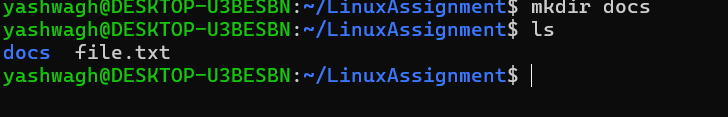 yashwagh@DESKTOP-U3BESBN:~/LinuxAssignment$ mkdir docs
yashwagh@DESKTOP-U3BESBN:~/LinuxAssignment$ ls
docs  file.txt
yashwagh@DESKTOP-U3BESBN:~/LinuxAssignment$